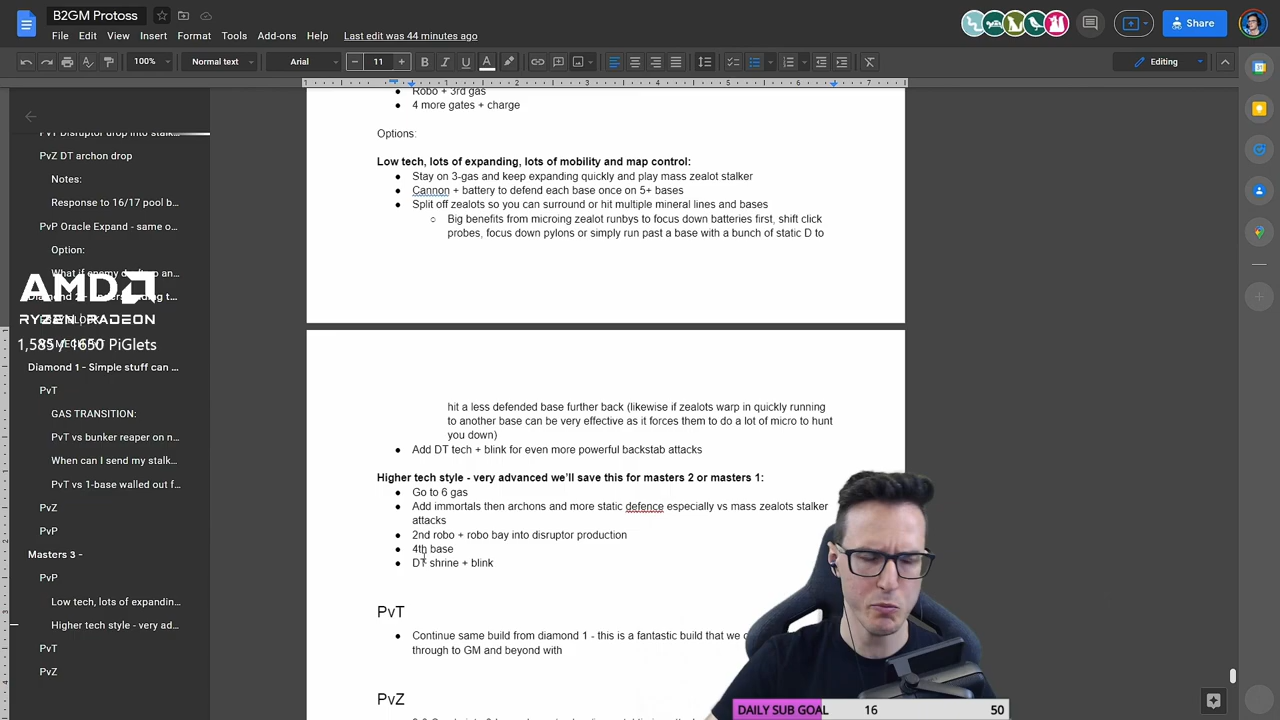 B2GM Protoss
File Edit View Insert Format Tools Add-ons Help Last edit was 44 minutes ago
Share
100% Normal text Arial 11 Editing
1 1 2 3 4 5 6 7
Robo + 3rd gas
4 more gates + charge
Options:
Low tech, lots of expanding, lots of mobility and map control:
Stay on 3-gas and keep expanding quickly and play mass zealot stalker
Cannon + battery to defend each base once on 5+ bases
Split off zealots so you can surround or hit multiple mineral lines and bases
Big benefits from microing zealot runbys to focus down batteries first, shift click
probes, focus down pylons or simply run past a base with a bunch of static D to
hit a less defended base further back (likewise if zealots warp in quickly running
to another base can be very effective as it forces them to do a lot of micro to hunt
you down)
Add DT tech + blink for even more powerful backstab attacks
Higher tech style - very advanced we'll save this for masters 2 or masters 1:
Go to 6 gas
Add immortals then archons and more static defence especially vs mass zealots stalker
attacks
2nd robo + robo bay into disruptor production
4th base
DT shrine + blink
PvT
Continue same build from diamond 1 - this is a fantastic build that we c
through to GM and beyond with
PvZ
PvT Disruptor drop into stalk...
PvZ DT archon drop
Notes:
Response to 16/17 pool b...
PvPOracle Expand - same o...
Option:
AMD
RYZEN RADEON
1,585 / 1650 PiGlets
Diamond 1 - Simple stuff can ...
PvT
GAS TRANSITION:
PvT vs bunker reaper on n...
When can I send my stalk...
PvT vs 1-base walled out f...
PvZ
PvP
Masters 3 -
PvP
Low tech, lots of expandin...
Higher tech style - very ad...
PvT
PvZ
DAILY SUB GOAL 16 50